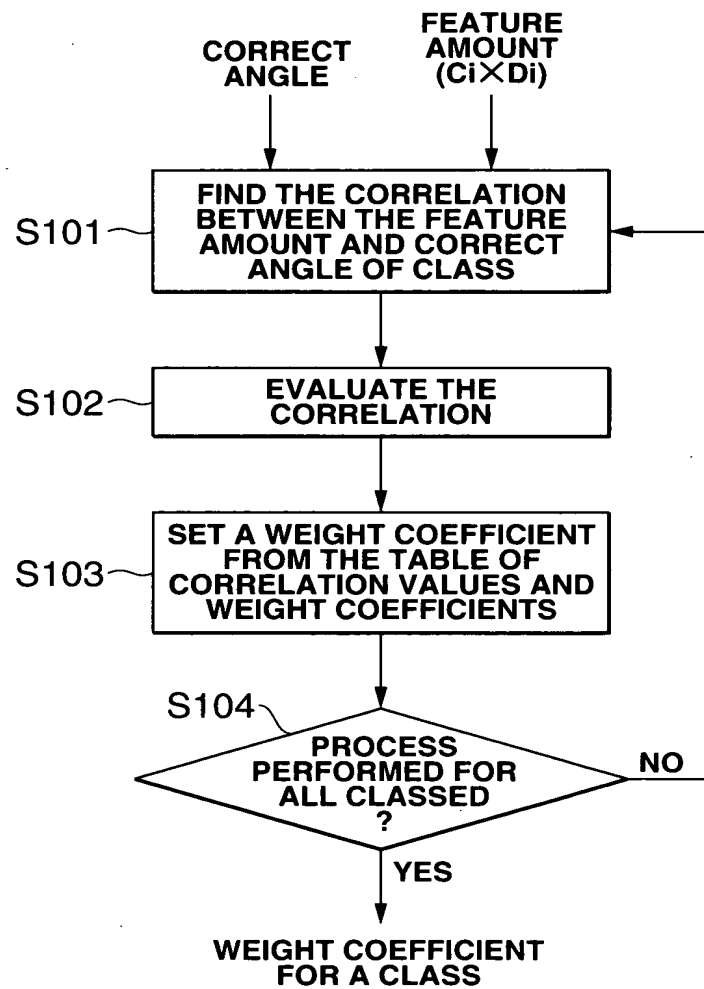 CORRECT
ANGLE
FEATURE
AMOUNT
(Ci×Di)
S101
FIND THE CORRELATION
BETWEEN THE FEATURE
AMOUNT AND CORRECT
ANGLE OF CLASS
S102
EVALUATE THE
CORRELATION
S103
SET A WEIGHT COEFFICIENT
FROM THE TABLE OF
CORRELATION VALUES AND
WEIGHT COEFFICIENTS
S104
PROCESS
PERFORMED FOR
ALL CLASSED
?
NO
YES
WEIGHT COEFFICIENT
FOR A CLASS